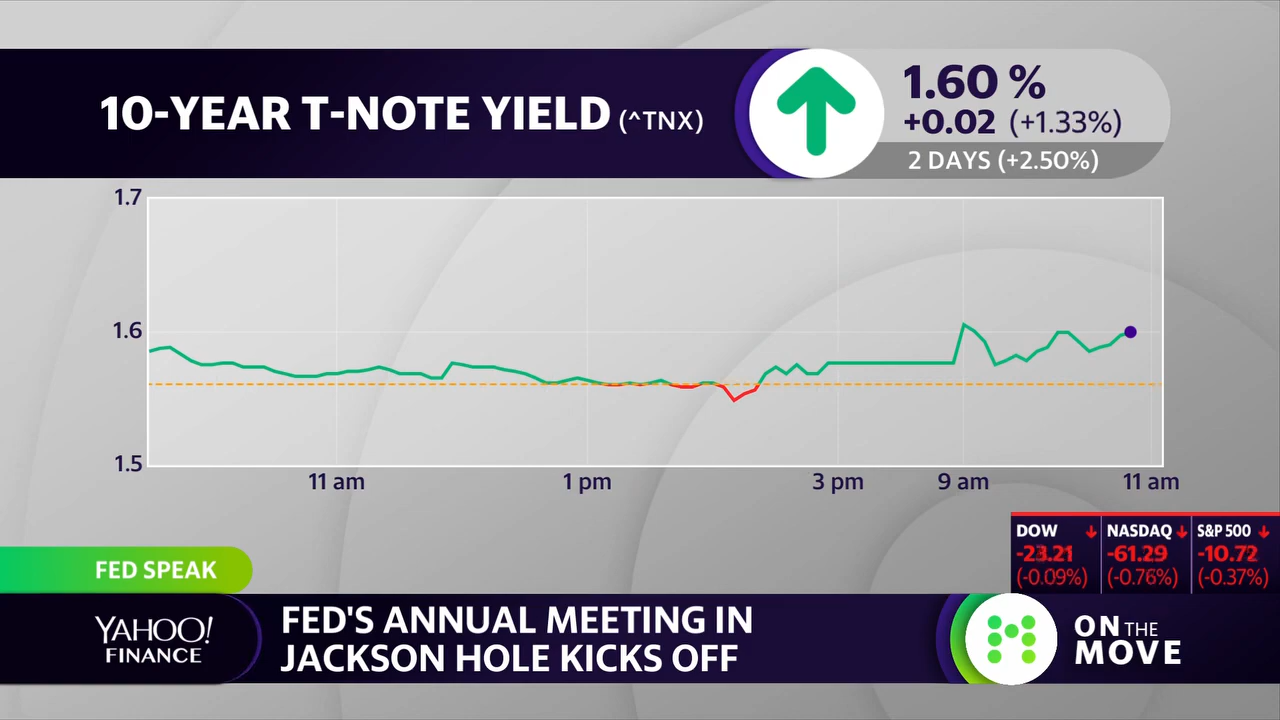 10-YEAR T-NOTE YIELD (^TNX)
1.60 %
+0.02 (+1.33%)
2 DAYS (+2.50%)
1.7
1.6
1.5
11 am
1 pm
3 pm
9 am
11 am
DOW
-23.21
(-0.09%)
NASDAQ
-61.29
(-0.76%)
S&P 500
-10.72
(-0.37%)
FED SPEAK
YAHOO!
FINANCE
FED'S ANNUAL MEETING IN
JACKSON HOLE KICKS OFF
ON THE
MOVE